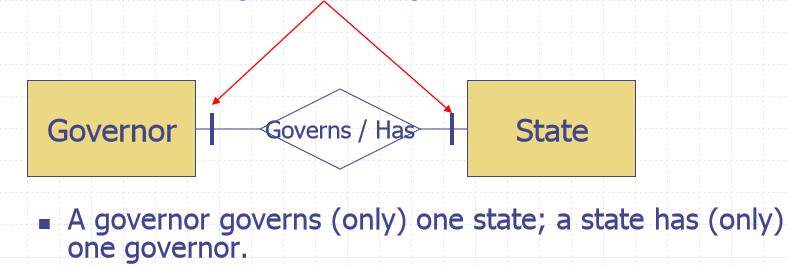 Governor
Governs / Has
State
A governor governs (only) one state; a state has (only)
one governor.